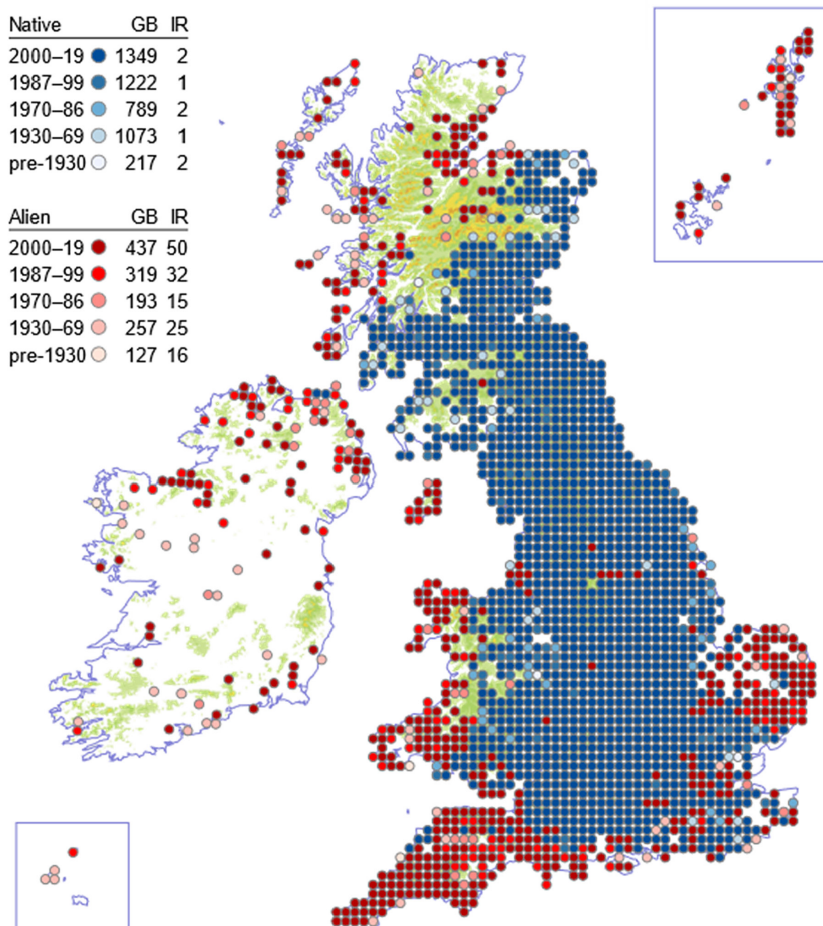 Native GB IR
2000–19 1349 2
1987–99 1222 1
1970–86 789 2
1930–69 1073 1
pre-1930 217 2
Alien GB IR
2000–19 437 50
1987–99 319 32
1970–86 193 15
1930–69 257 25
pre-1930 127 16